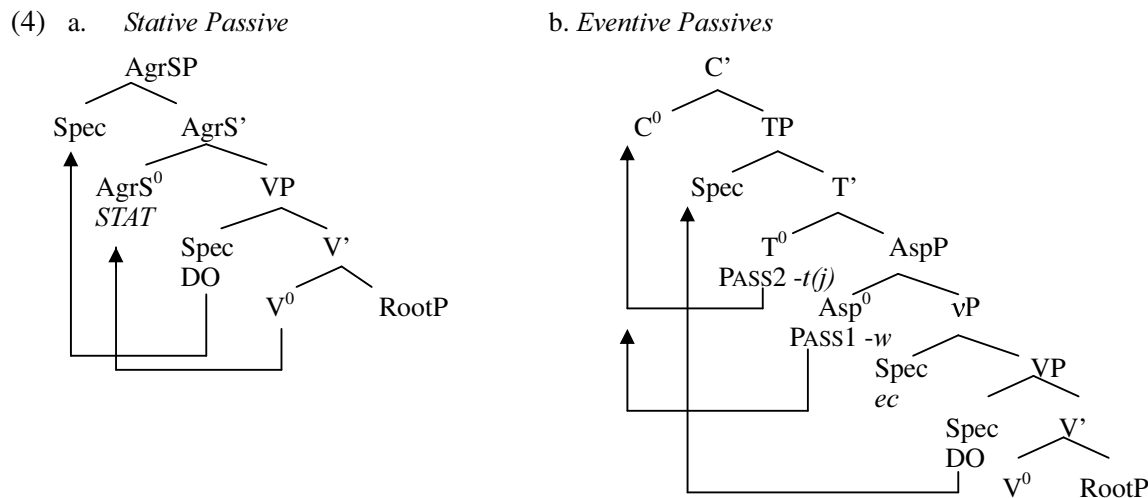 (4) a. Stative Passive
AgrSP
Spec AgrS’
AgrS⁰ VP
STAT
Spec V’
DO
V⁰ RootP
b. Eventive Passives
C’
C⁰ TP
Spec T’
T⁰ AspP
PASS2 -t(j)
Asp⁰ vP
PASS1 -w
Spec VP
ec
Spec V’
DO
V⁰ RootP